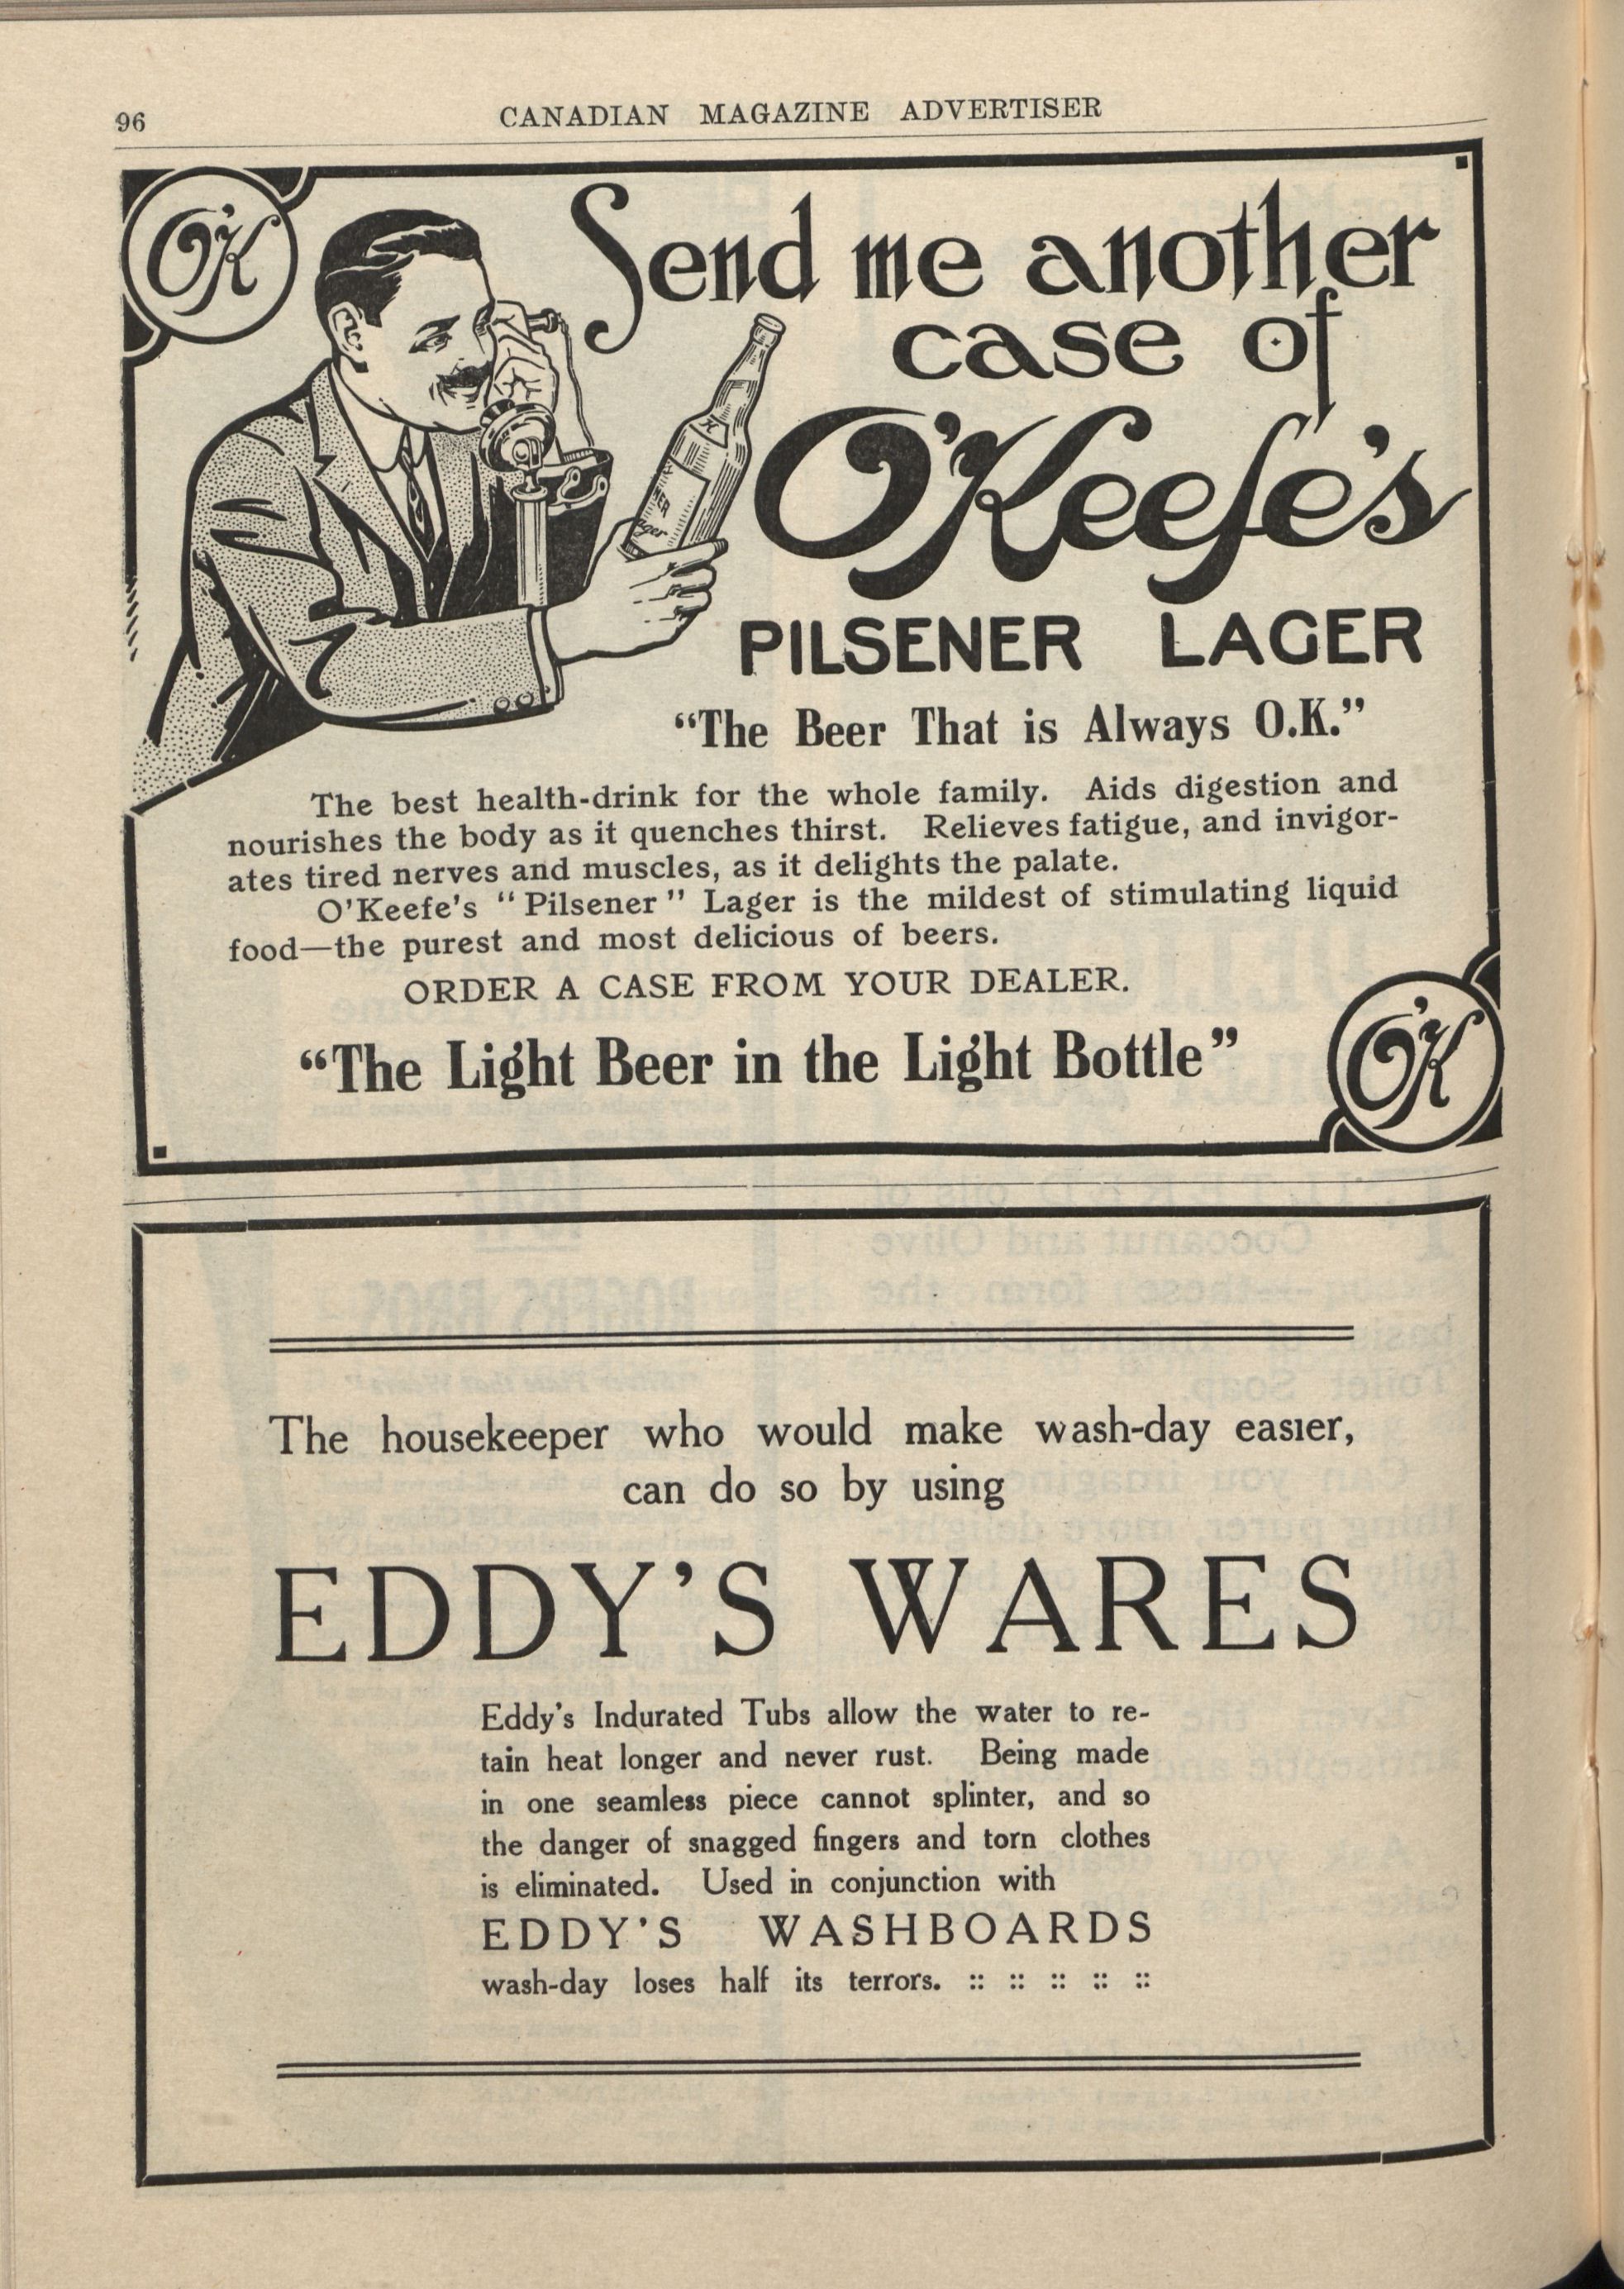 96
CANADIAN MAGAZINE ADVERTISER
O'K
Send me another
case of
O'Keefe's
PILSENER LAGER
"The Beer That is Always O.K."
The best health-drink for the whole family. Aids digestion and
nourishes the body as it quenches thirst. Relieves fatigue, and invigor-
ates tired nerves and muscles, as it delights the palate.
O'Keefe's "Pilsener" Lager is the mildest of stimulating liquid
food—the purest and most delicious of beers.
ORDER A CASE FROM YOUR DEALER.
"The Light Beer in the Light Bottle"
O'K
The housekeeper who would make wash-day easier,
can do so by using
EDDY'S WARES
Eddy's Indurated Tubs allow the water to re-
tain heat longer and never rust. Being made
in one seamless piece cannot splinter, and so
the danger of snagged fingers and torn clothes
is eliminated. Used in conjunction with
EDDY'S WASHBOARDS
wash-day loses half its terrors. :: :: :: :: ::